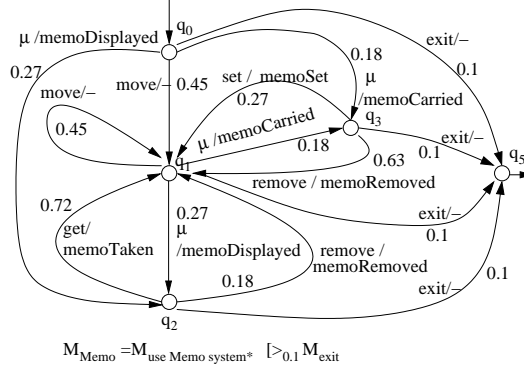 q0
μ /memoDisplayed
0.27
move/–
0.45
0.18
μ
/memoCarried
exit/–
0.1
set / memoSet
0.27
move/–
0.45
μ /memoCarried
0.18
q3
exit/–
0.1
q5
q1
0.63
remove / memoRemoved
0.72
get/
memoTaken
0.27
μ
/memoDisplayed
0.18
remove /
memoRemoved
exit/–
0.1
exit/–
0.1
q2
MMemo =Muse Memo system* [>0.1 Mexit